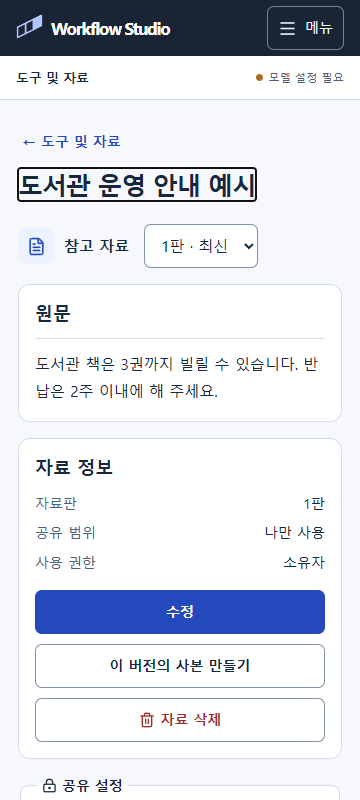 Workflow Studio
메뉴
도구 및 자료
모델 설정 필요
← 도구 및 자료
도서관 운영 안내 예시
참고 자료
1판 · 최신
원문
도서관 책은 3권까지 빌릴 수 있습니다. 반
납은 2주 이내에 해 주세요.
자료 정보
자료판 1판
공유 범위 나만 사용
사용 권한 소유자
수정
이 버전의 사본 만들기
자료 삭제
공유 설정